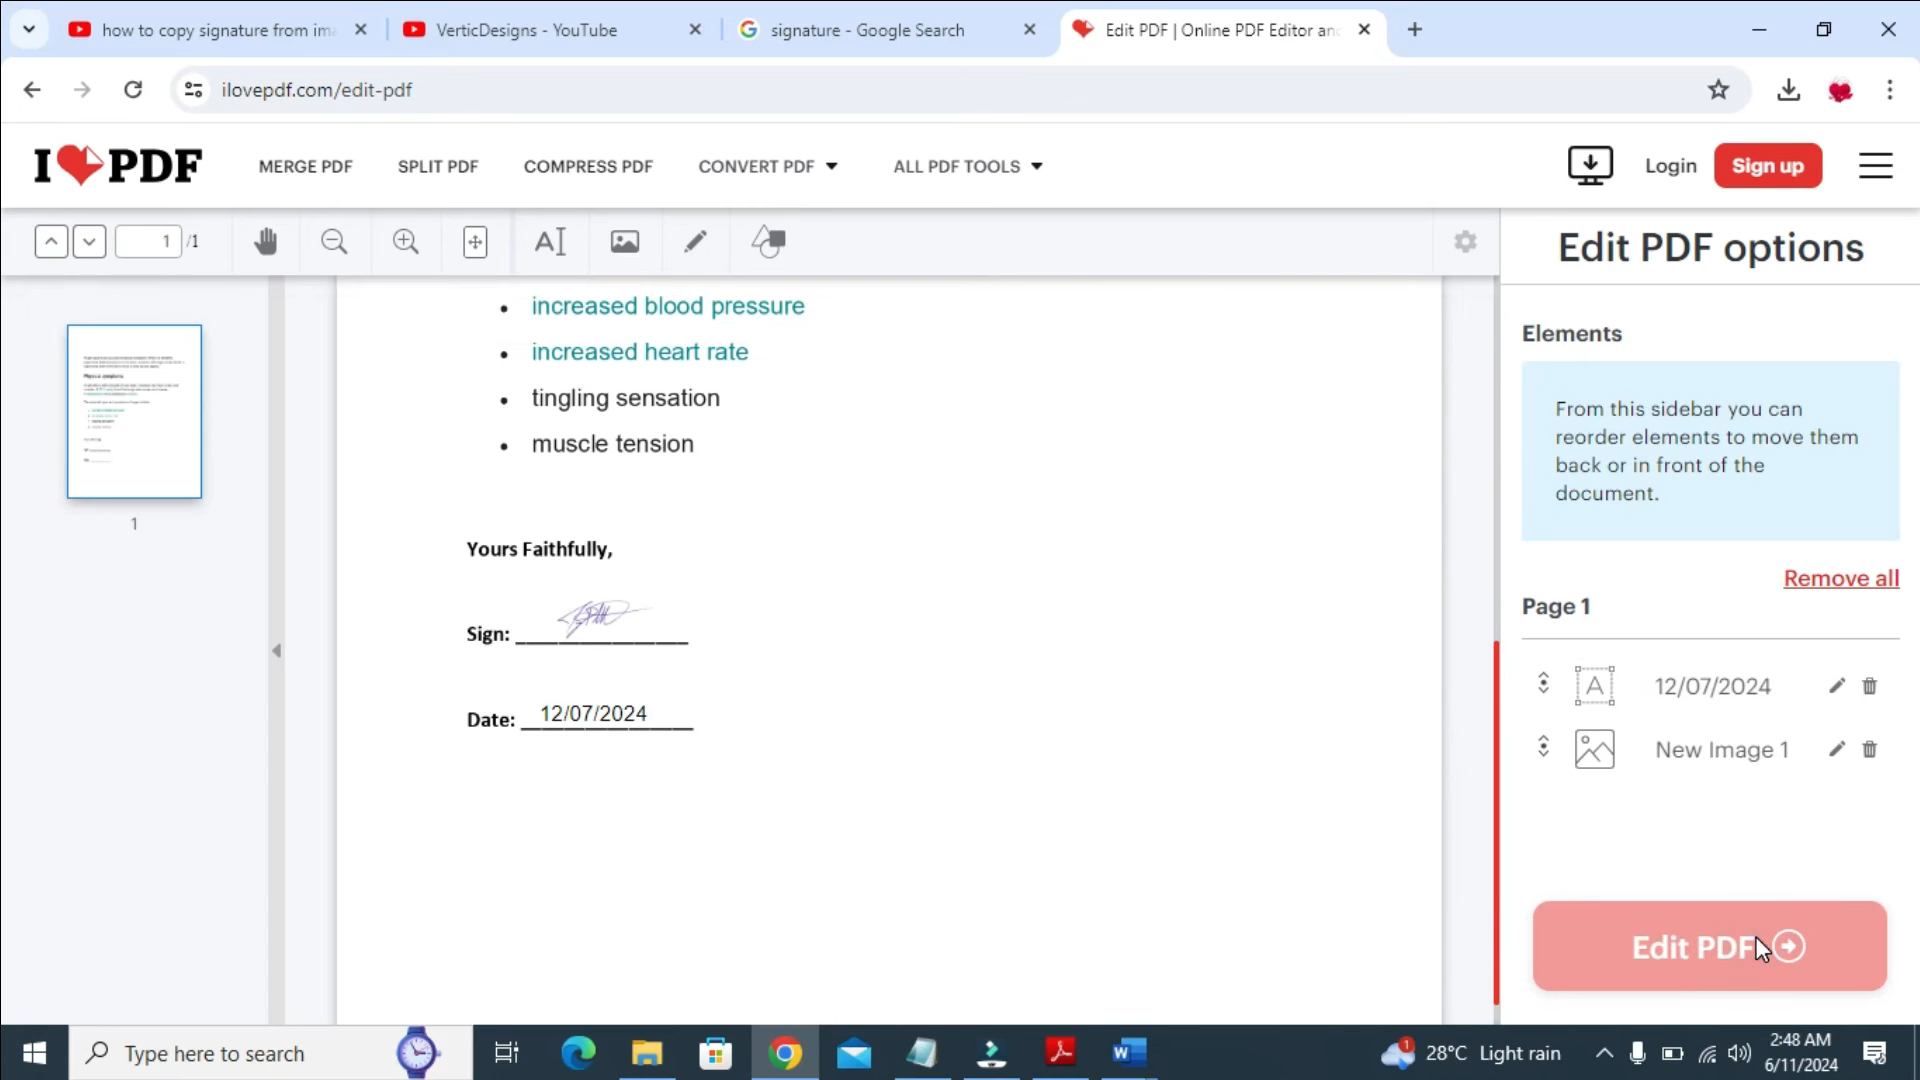 how to copy signature from ima
VerticDesigns - YouTube
signature - Google Search
Edit PDF | Online PDF Editor an
ilovepdf.com/edit-pdf
I PDF
MERGE PDF
SPLIT PDF
COMPRESS PDF
CONVERT PDF
ALL PDF TOOLS
Login
Sign up
1 /1
Edit PDF options
increased blood pressure
increased heart rate
tingling sensation
muscle tension
Yours Faithfully,
Sign: ________________
Date: 12/07/2024
1
Elements
From this sidebar you can
reorder elements to move them
back or in front of the
document.
Remove all
Page 1
12/07/2024
New Image 1
Edit PDF
Type here to search
1
28°C Light rain
2:48 AM
6/11/2024